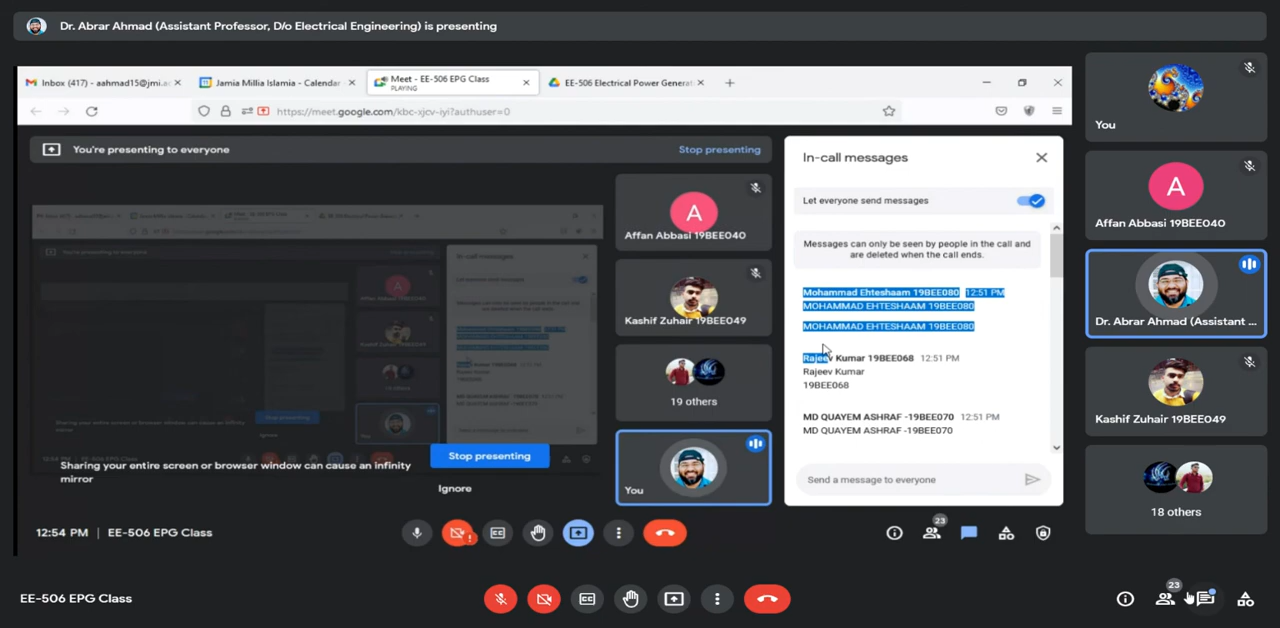 Dr. Abrar Ahmad (Assistant Professor, D/o Electrical Engineering) is presenting
Inbox (417) - aahmad15@jmi.ac
Jamia Millia Islamia - Calendar
Meet - EE-506 EPG Class
PLAYING
EE-506 Electrical Power Generat
https://meet.google.com/kbc-xjcv-iyi?authuser=0
You're presenting to everyone
Stop presenting
Affan Abbasi 19BEE040
Kashif Zuhair 19BEE049
19 others
You
Sharing your entire screen or browser window can cause an infinity
mirror
Stop presenting
Ignore
In-call messages
Let everyone send messages
Messages can only be seen by people in the call and
are deleted when the call ends.
Mohammad Ehteshaam 19BEE080 12:51 PM
MOHAMMAD EHTESHAAM 19BEE080
MOHAMMAD EHTESHAAM 19BEE080
Rajeev Kumar 19BEE068 12:51 PM
Rajeev Kumar
19BEE068
MD QUAYEM ASHRAF -19BEE070 12:51 PM
MD QUAYEM ASHRAF -19BEE070
Send a message to everyone
12:54 PM | EE-506 EPG Class
23
You
A
Affan Abbasi 19BEE040
Dr. Abrar Ahmad (Assistant ...
Kashif Zuhair 19BEE049
18 others
EE-506 EPG Class
23